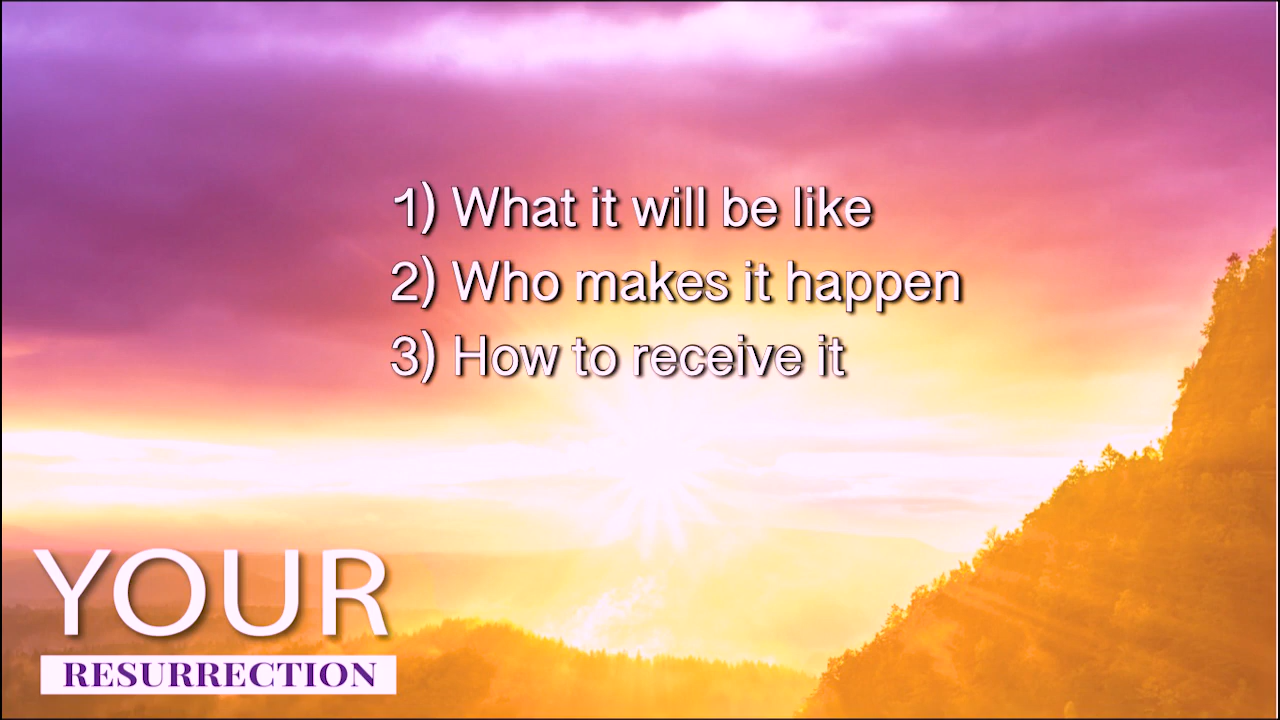 1) What it will be like
2) Who makes it happen
3) How to receive it
YOUR
RESURRECTION